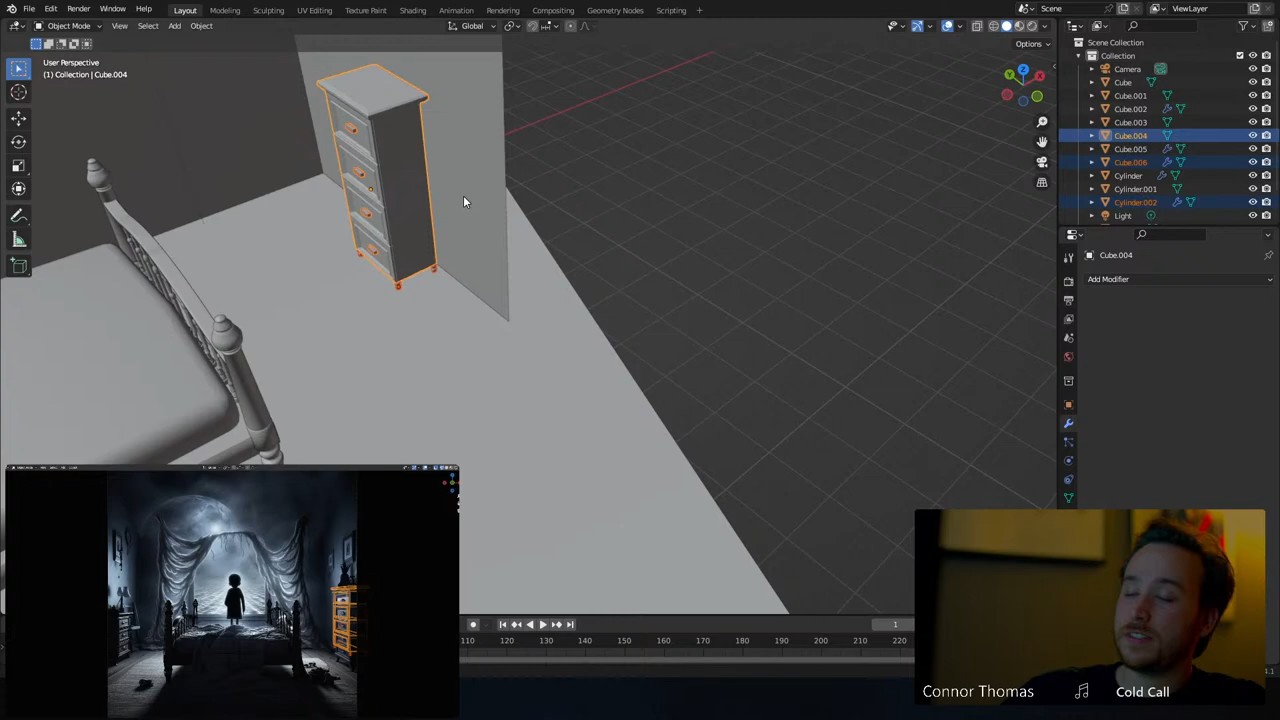 File Edit Render Window Help Layout Modeling Sculpting UV Editing Texture Paint Shading Animation Rendering Compositing Geometry Nodes Scripting + Scene ViewLayer
Object Mode View Select Add Object Global
Options
User Perspective
(1) Collection | Cube.004
Scene Collection
Collection
Camera
Cube
Cube.001
Cube.002
Cube.003
Cube.004
Cube.005
Cube.006
Cylinder
Cylinder.001
Cylinder.002
Light
Cube.004
Add Modifier
1
110 120 130 140 150 160 170 180 190 200 210 220
Connor Thomas Cold Call